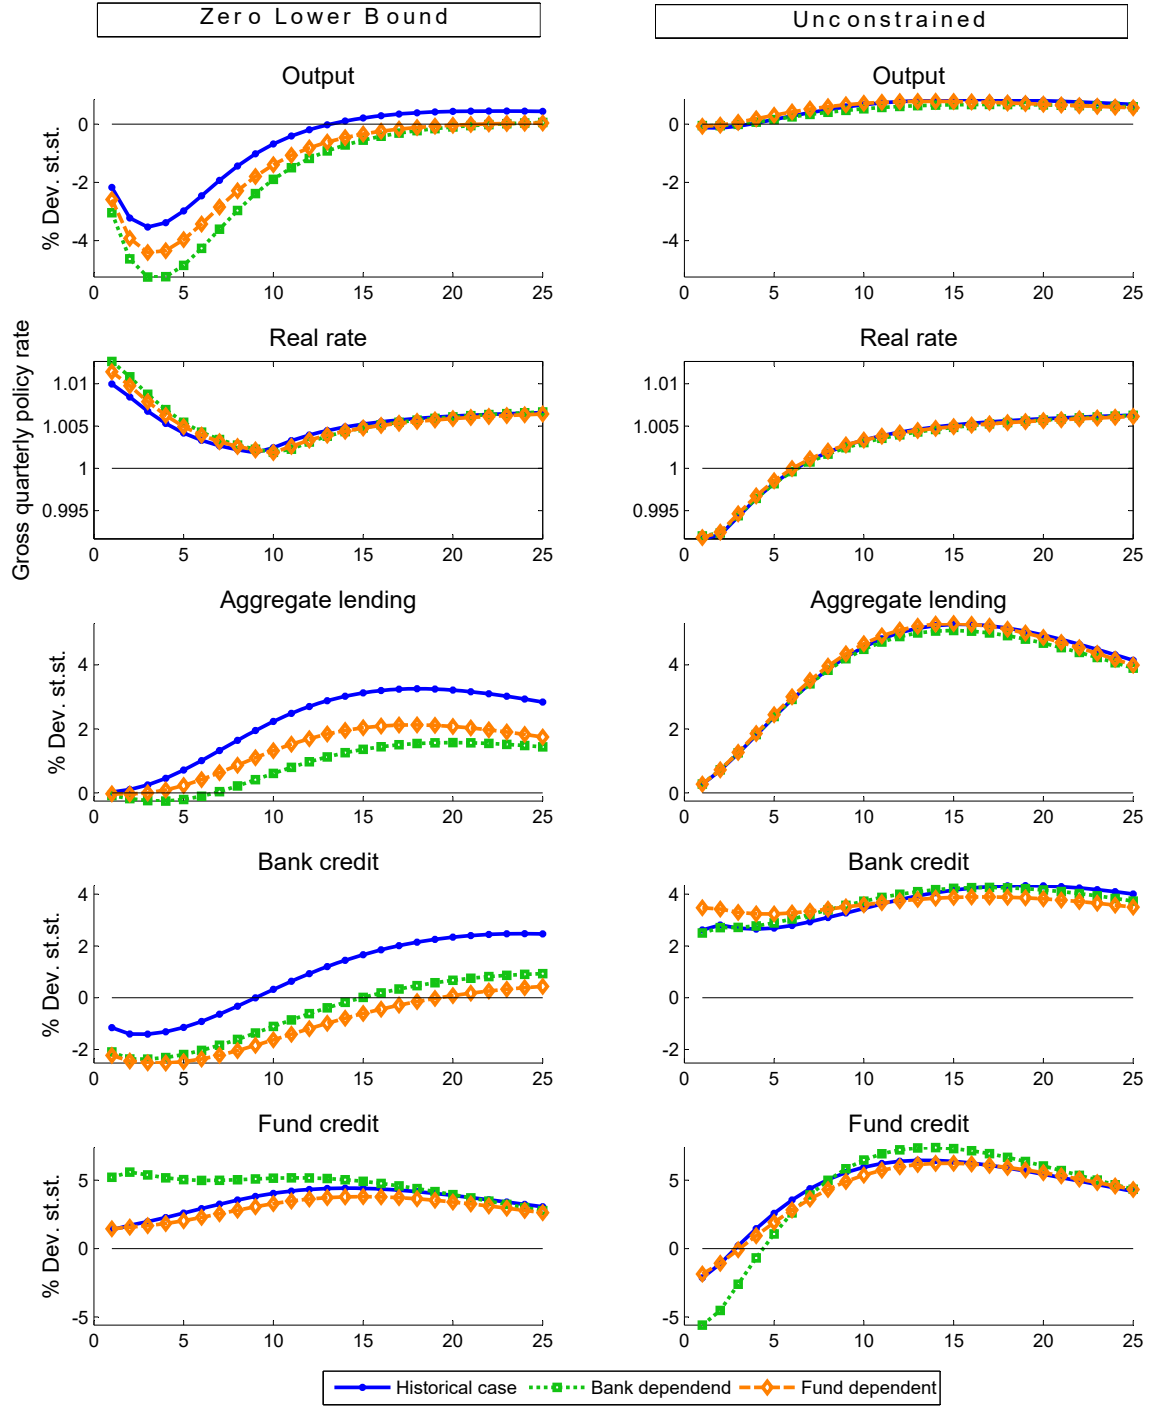 Zero Lower Bound
Unconstrained
Output
Output
% Dev. st.st.
0
-2
-4
0
-2
-4
0 5 10 15 20 25
0 5 10 15 20 25
Real rate
Real rate
Gross quarterly policy rate
1.01
1.005
1
0.995
1.01
1.005
1
0.995
0 5 10 15 20 25
0 5 10 15 20 25
Aggregate lending
Aggregate lending
% Dev. st.st.
4
2
0
4
2
0
0 5 10 15 20 25
0 5 10 15 20 25
Bank credit
Bank credit
% Dev. st.st.
4
2
0
-2
4
2
0
-2
0 5 10 15 20 25
0 5 10 15 20 25
Fund credit
Fund credit
% Dev. st.st.
5
0
-5
5
0
-5
0 5 10 15 20 25
0 5 10 15 20 25
Historical case Bank dependend Fund dependent